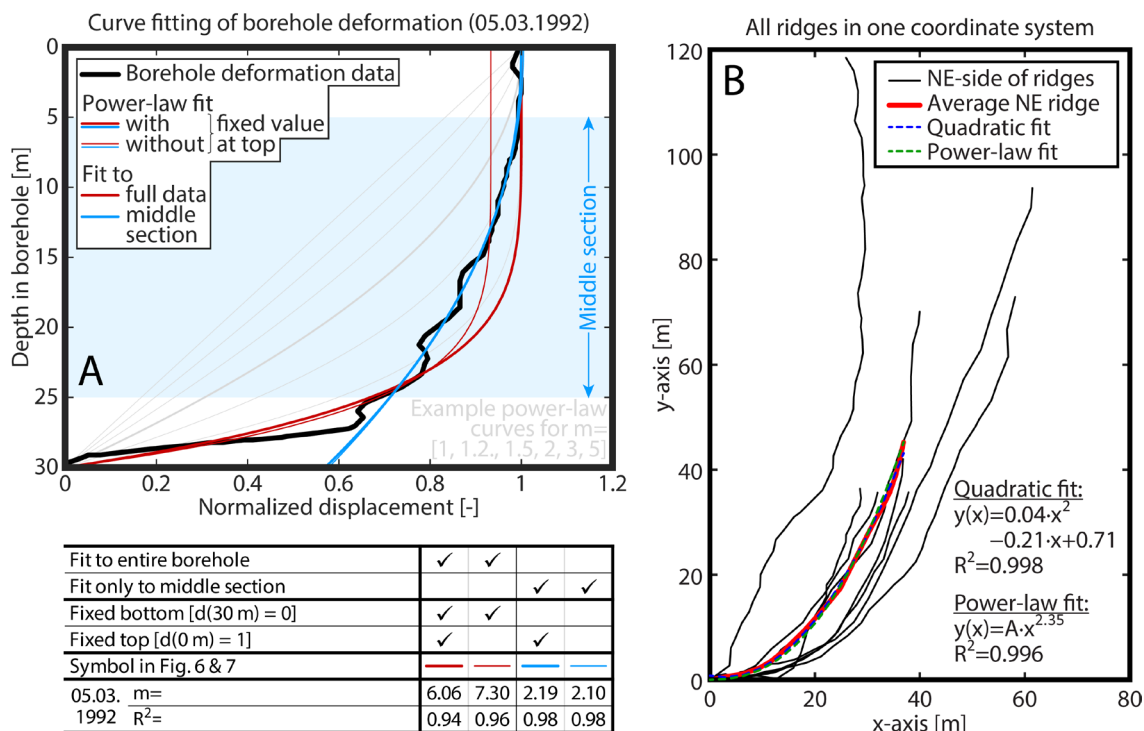 Curve fitting of borehole deformation (05.03.1992)
0
5
10
15
20
25
30
Depth in borehole [m]
Borehole deformation data
Power-law fit
with
without
fixed value
at top
Fit to
full data
middle
section
Middle section
A
Example power-law
curves for m=
[1, 1.2., 1.5, 2, 3, 5]
0 0.2 0.4 0.6 0.8 1 1.2
Normalized displacement [-]
Fit to entire borehole ✓ ✓
Fit only to middle section ✓ ✓
Fixed bottom [d(30 m) = 0] ✓ ✓
Fixed top [d(0 m) = 1] ✓ ✓
Symbol in Fig. 6 & 7
05.03.
1992
m= 6.06 7.30 2.19 2.10
R²= 0.94 0.96 0.98 0.98
All ridges in one coordinate system
120
100
80
60
40
20
0
y-axis [m]
B
NE-side of ridges
Average NE ridge
Quadratic fit
Power-law fit
Quadratic fit:
y(x)=0.04·x²
−0.21·x+0.71
R²=0.998
Power-law fit:
y(x)=A·x^2.35
R²=0.996
0 20 40 60 80
x-axis [m]